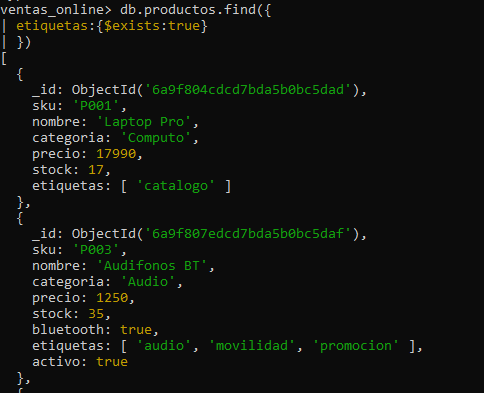 ventas_online> db.productos.find({
| etiquetas:{$exists:true}
| })
[
  {
    _id: ObjectId('6a9f804cdcd7bda5b0bc5dad'),
    sku: 'P001',
    nombre: 'Laptop Pro',
    categoria: 'Computo',
    precio: 17990,
    stock: 17,
    etiquetas: [ 'catalogo' ]
  },
  {
    _id: ObjectId('6a9f807edcd7bda5b0bc5daf'),
    sku: 'P003',
    nombre: 'Audifonos BT',
    categoria: 'Audio',
    precio: 1250,
    stock: 35,
    bluetooth: true,
    etiquetas: [ 'audio', 'movilidad', 'promocion' ],
    activo: true
  },
  {